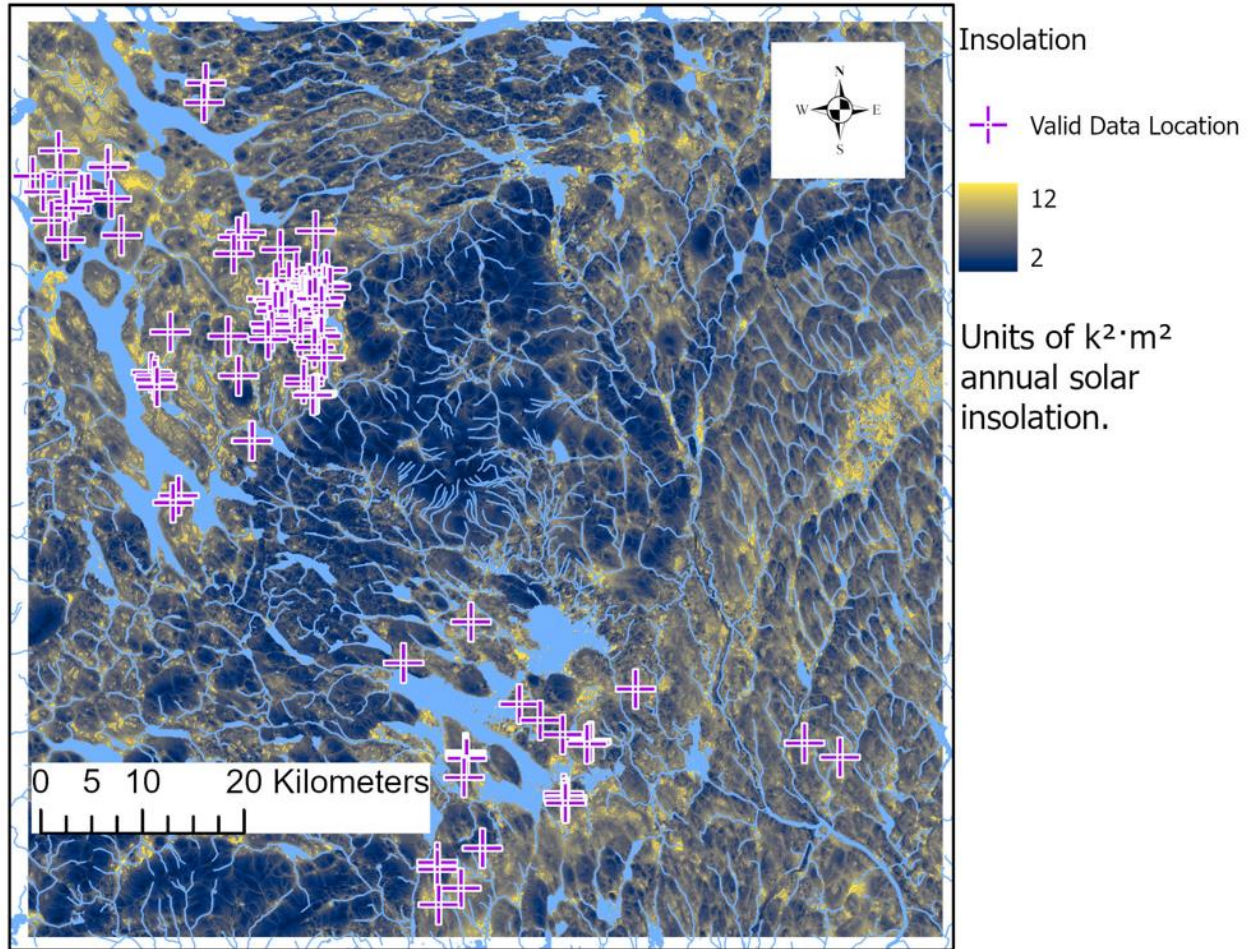 Insolation
N
W E
S
Valid Data Location
12
2
Units of k²·m²
annual solar
insolation.
0 5 10 20 Kilometers